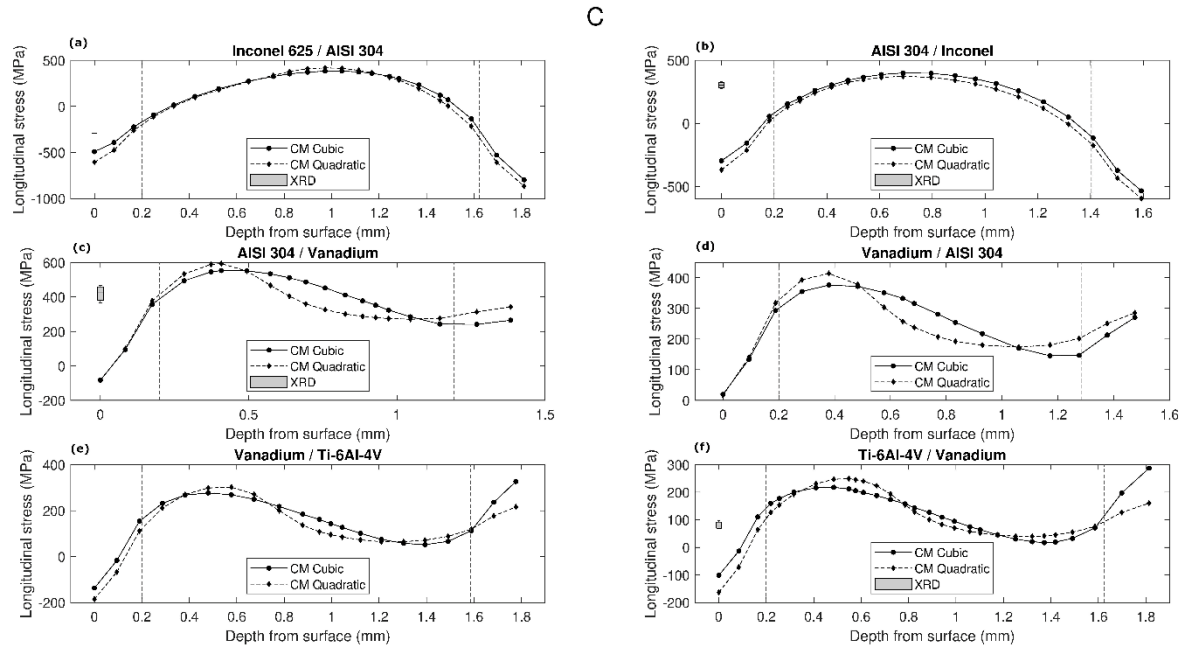 C
(a)
Inconel 625 / AISI 304
Longitudinal stress (MPa)
500
0
-500
-1000
CM Cubic
CM Quadratic
XRD
0 0.2 0.4 0.6 0.8 1 1.2 1.4 1.6 1.8
Depth from surface (mm)
(b)
AISI 304 / Inconel
Longitudinal stress (MPa)
500
0
-500
CM Cubic
CM Quadratic
XRD
0 0.2 0.4 0.6 0.8 1 1.2 1.4 1.6
Depth from surface (mm)
(c)
AISI 304 / Vanadium
Longitudinal stress (MPa)
600
400
200
0
-200
CM Cubic
CM Quadratic
XRD
0 0.5 1 1.5
Depth from surface (mm)
(d)
Vanadium / AISI 304
Longitudinal stress (MPa)
400
300
200
100
0
CM Cubic
CM Quadratic
0 0.2 0.4 0.6 0.8 1 1.2 1.4 1.6
Depth from surface (mm)
(e)
Vanadium / Ti-6Al-4V
Longitudinal stress (MPa)
400
200
0
-200
CM Cubic
CM Quadratic
0 0.2 0.4 0.6 0.8 1 1.2 1.4 1.6 1.8
Depth from surface (mm)
(f)
Ti-6Al-4V / Vanadium
Longitudinal stress (MPa)
300
200
100
0
-100
-200
CM Cubic
CM Quadratic
XRD
0 0.2 0.4 0.6 0.8 1 1.2 1.4 1.6 1.8
Depth from surface (mm)